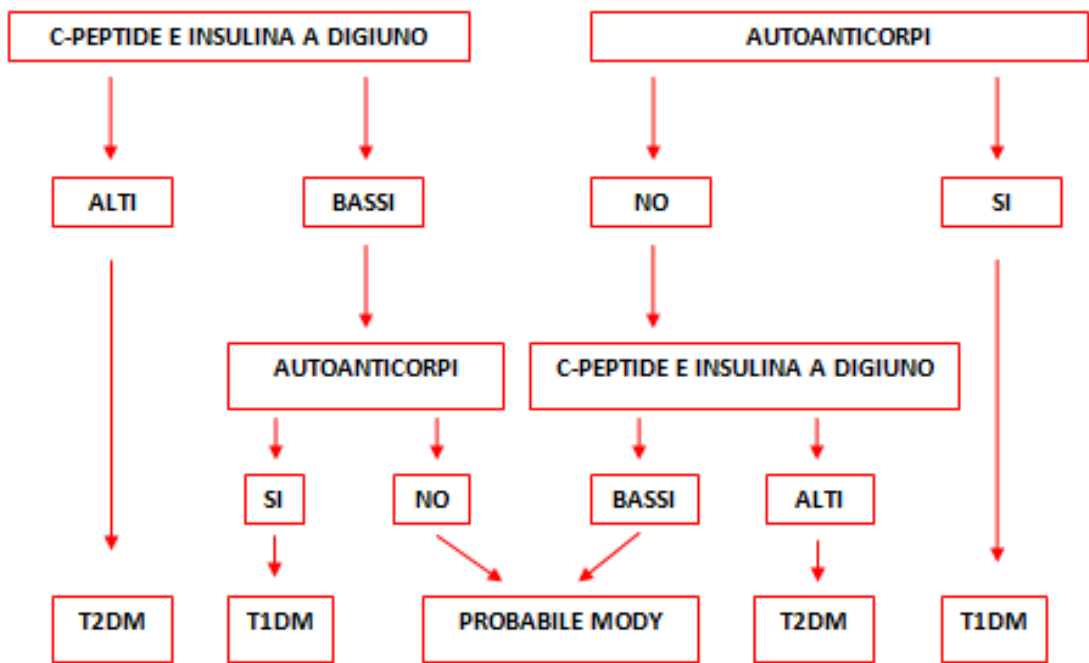 C-PEPTIDE E INSULINA A DIGIUNO
AUTOANTICORPI
ALTI
BASSI
NO
SI
AUTOANTICORPI
C-PEPTIDE E INSULINA A DIGIUNO
SI
NO
BASSI
ALTI
T2DM
T1DM
PROBABILE MODY
T2DM
T1DM